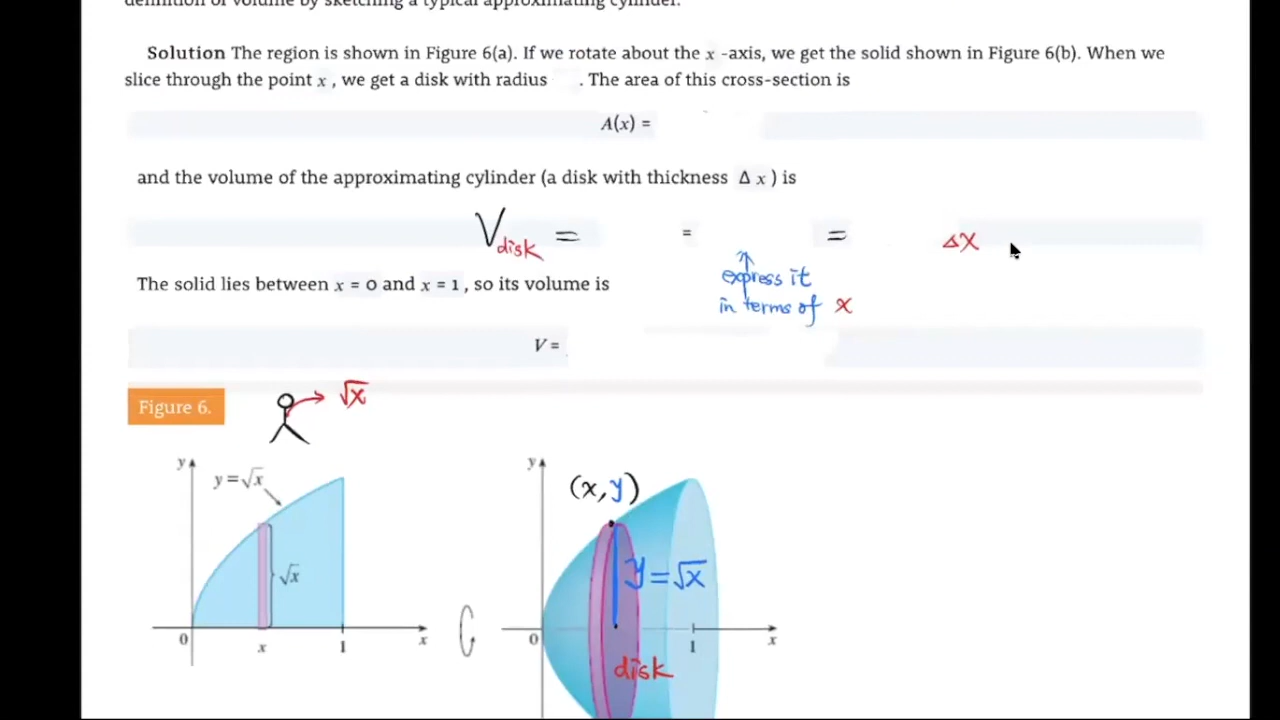 definition of volume by sketching a typical approximating cylinder.
Solution The region is shown in Figure 6(a). If we rotate about the x -axis, we get the solid shown in Figure 6(b). When we
slice through the point x , we get a disk with radius . The area of this cross-section is
A(x) =
and the volume of the approximating cylinder (a disk with thickness Δ x ) is
V disk = = = Δx
express it
in terms of x
The solid lies between x = 0 and x = 1 , so its volume is
V =
Figure 6.
√x
y
y = √x
√x
0
x
1
x
y
(x,y)
y = √x
0
1
x
disk